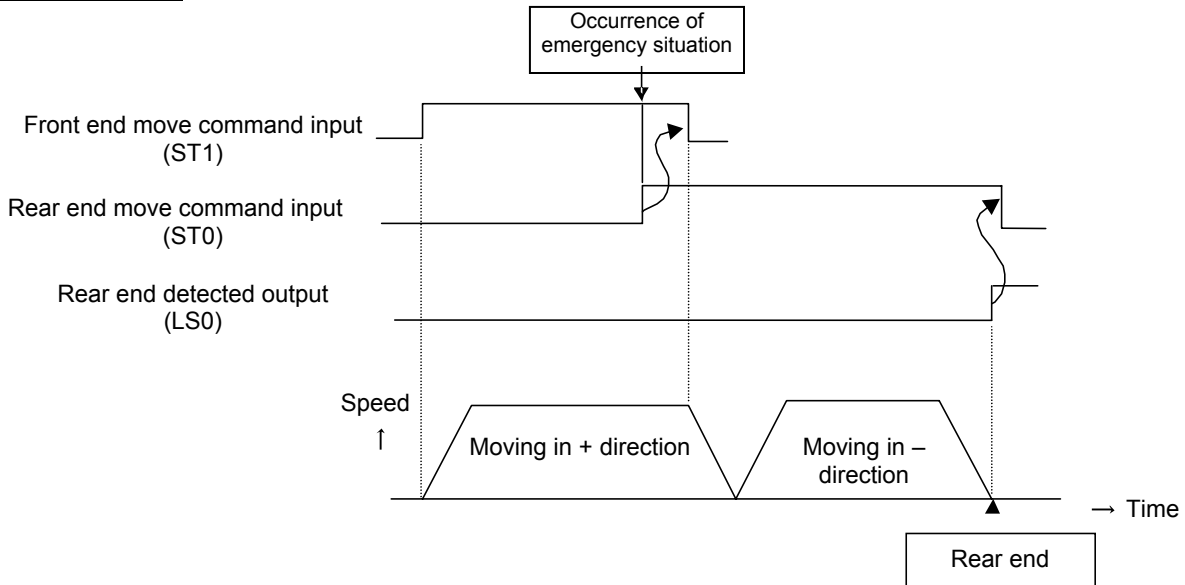 Occurrence of
emergency situation
Front end move command input
(ST1)
Rear end move command input
(ST0)
Rear end detected output
(LS0)
Speed
↑
Moving in + direction
Moving in –
direction
→ Time
Rear end